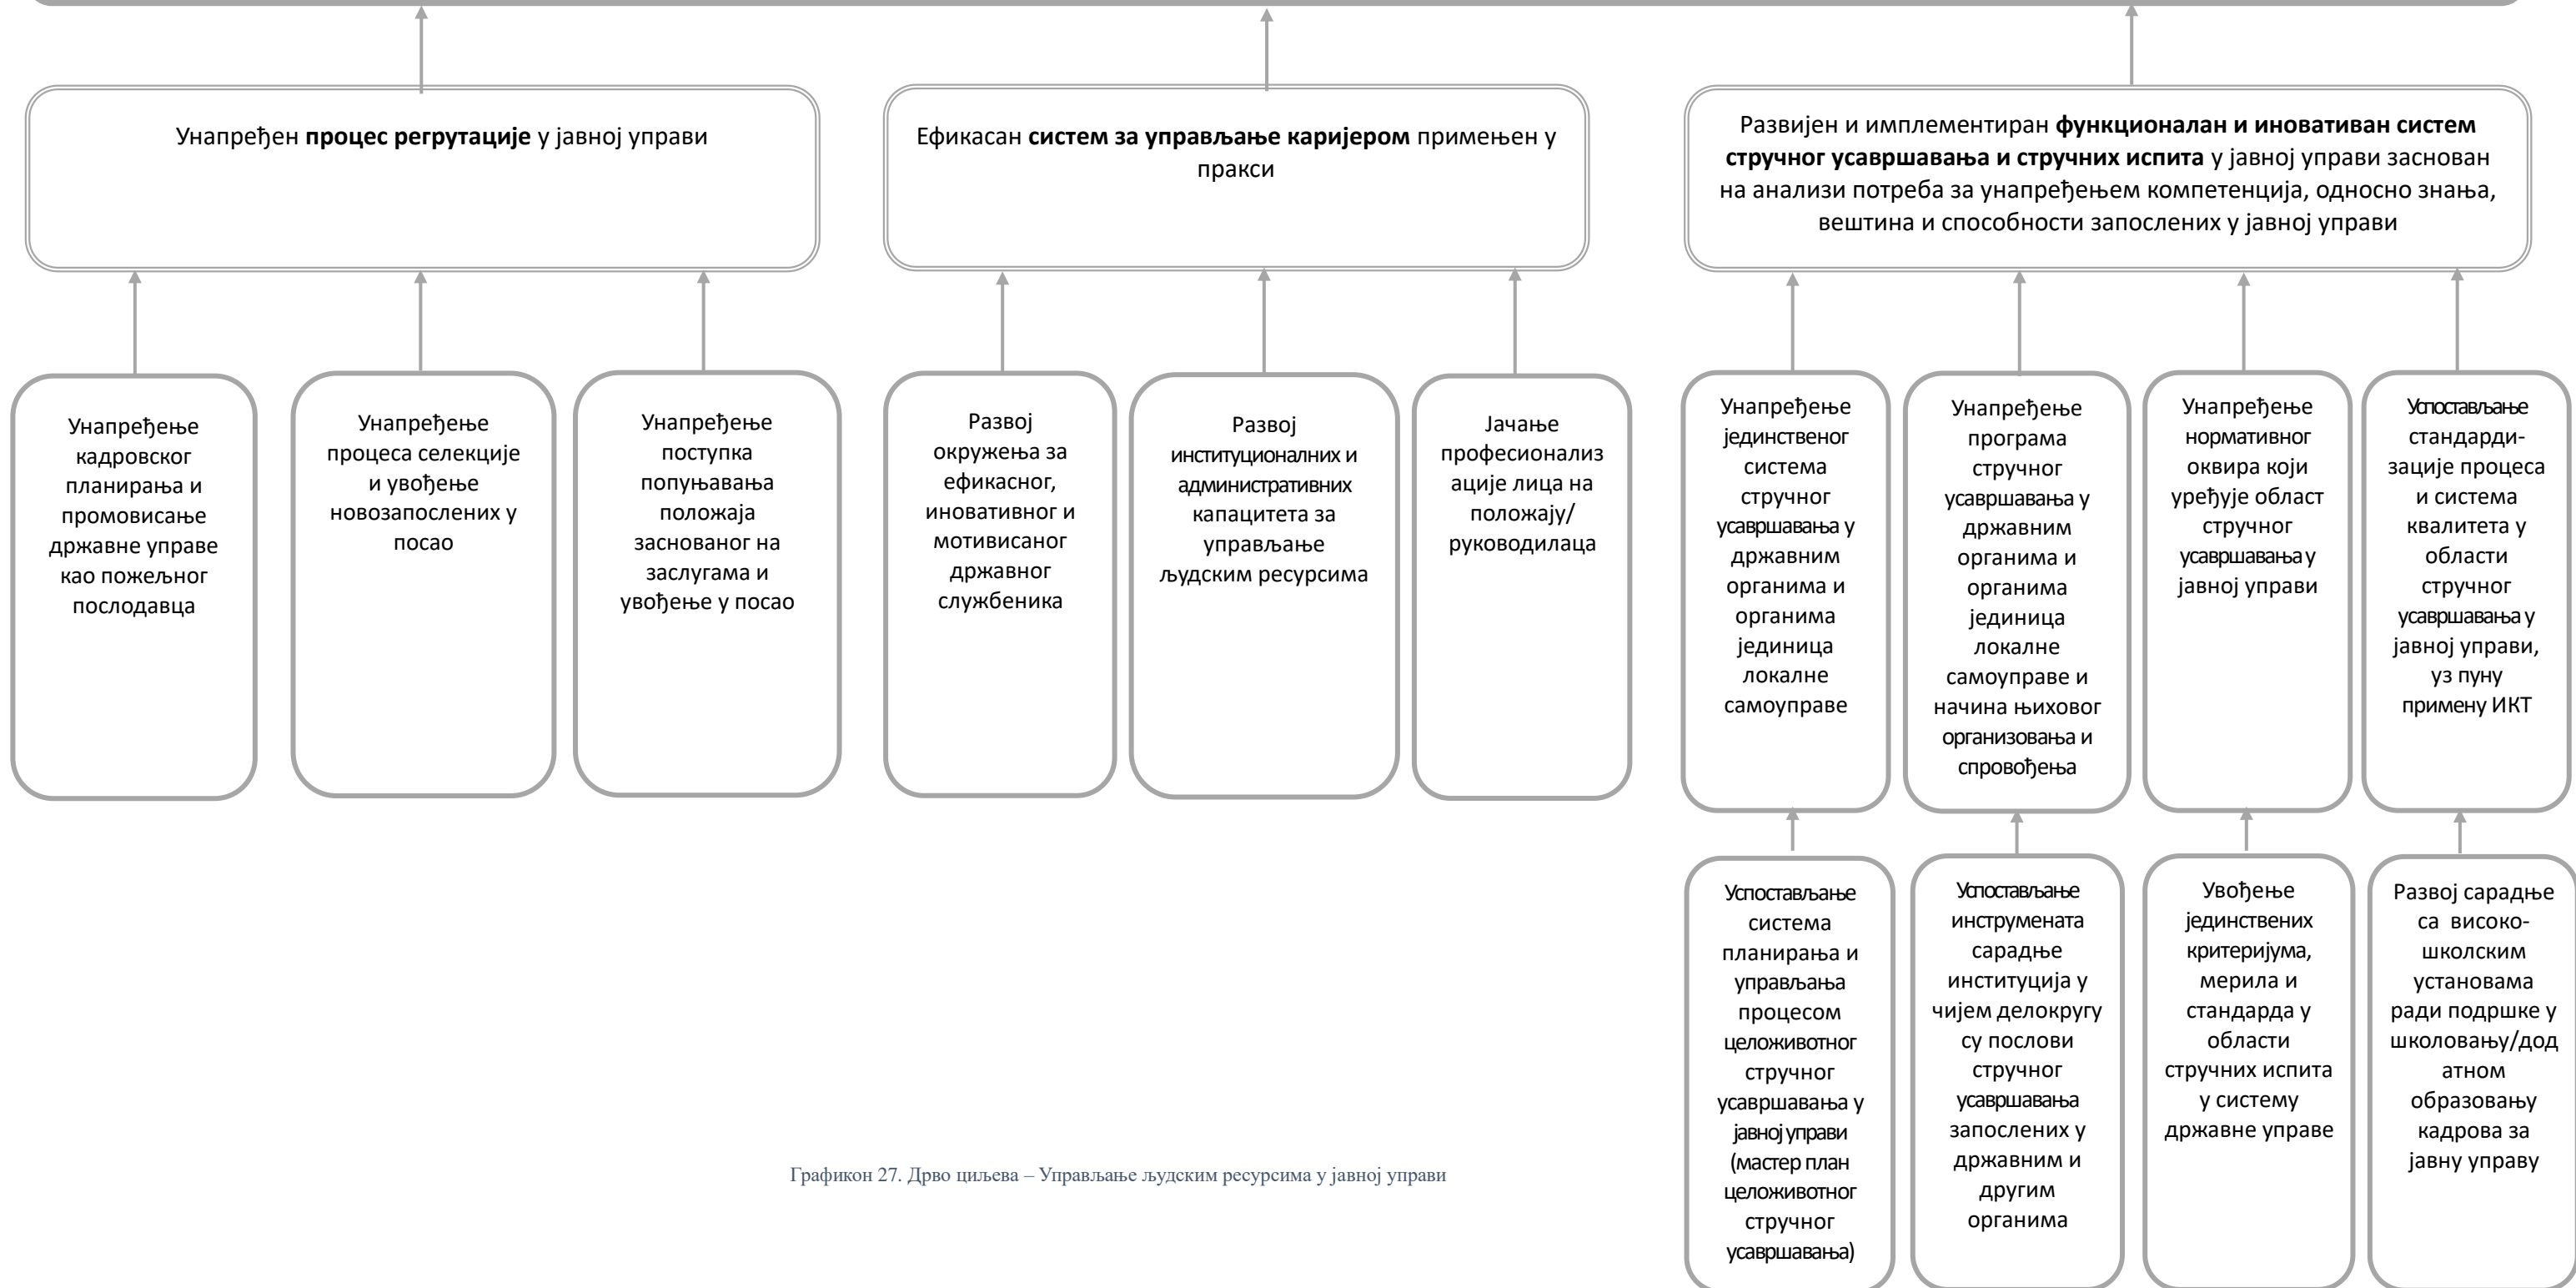 Унапређен процес регрутације у јавној управи
Ефикасан систем за управљање каријером примењен у
пракси
Развијен и имплементиран функционалан и иновативан систем
стручног усавршавања и стручних испита у јавној управи заснован
на анализи потреба за унапређењем компетенција, односно знања,
вештина и способности запослених у јавној управи
Унапређење
кадровског
планирања и
промовисање
државне управе
као пожељног
послодавца
Унапређење
процеса селекције
и увођење
новозапослених у
посао
Унапређење
поступка
попуњавања
положаја
заснованог на
заслугама и
увођење у посао
Развој
окружења за
ефикасног,
иновативног и
мотивисаног
државног
службеника
Развој
институционалних и
административних
капацитета за
управљање
људским ресурсима
Јачање
професионализ
ације лица на
положају/
руководилаца
Унапређење
јединственог
система
стручног
усавршавања у
државним
органима и
органима
јединица
локалне
самоуправе
Унапређење
програма
стручног
усавршавања у
државним
органима и
органима
јединица
локалне
самоуправе и
начина њиховог
организовања и
спровођења
Унапређење
нормативног
оквира који
уређује област
стручног
усавршавања у
јавној управи
Успостављање
стандарди-
зације процеса
и система
квалитета у
области
стручног
усавршавања у
јавној управи,
уз пуну
примену ИКТ
Успостављање
система
планирања и
управљања
процесом
целоживотног
стручног
усавршавања у
јавној управи
(мастер план
целоживотног
стручног
усавршавања)
Успостављање
инструмената
сарадње
институција у
чијем делокругу
су послови
стручног
усавршавања
запослених у
државним и
другим
органима
Увођење
јединствених
критеријума,
мерила и
стандарда у
области
стручних испита
у систему
државне управе
Развој сарадње
са високо-
школским
установама
ради подршке у
школовању/дод
атном
образовању
кадрова за
јавну управу
Графикон 27. Дрво циљева – Управљање људским ресурсима у јавној управи